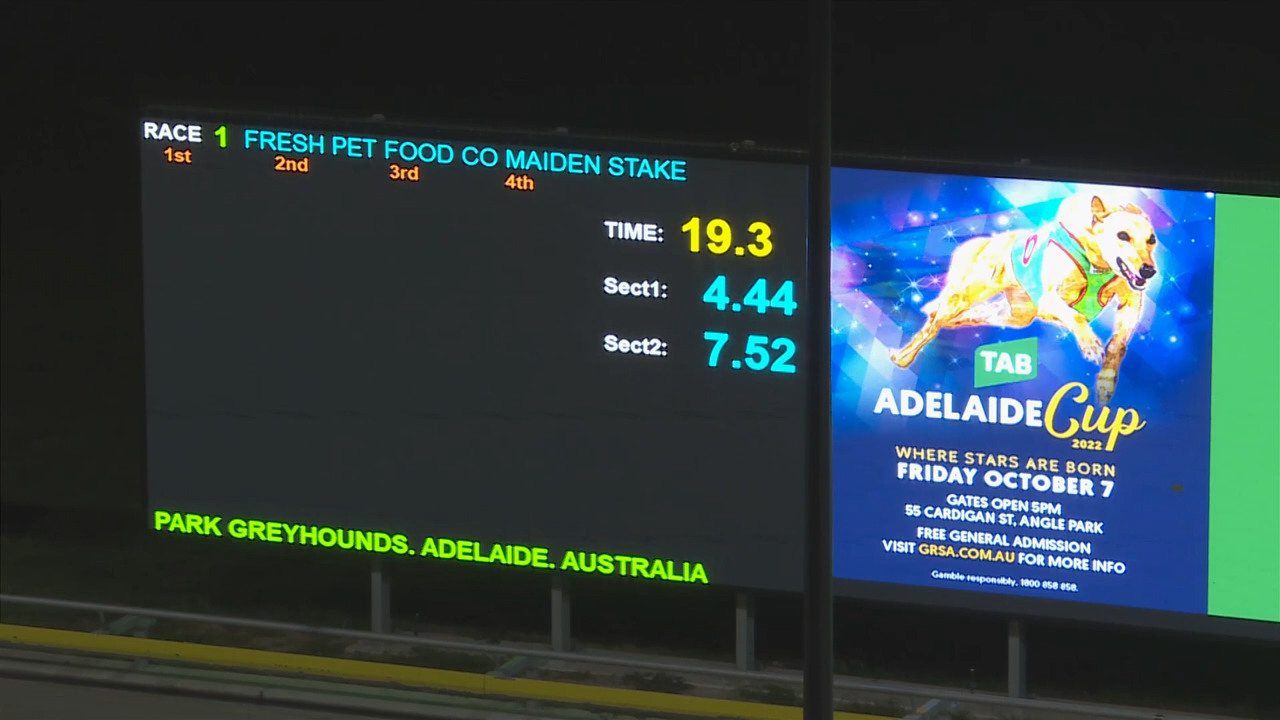 RACE 1 FRESH PET FOOD CO MAIDEN STAKE
1st 2nd 3rd 4th
TIME: 19.3
Sect1: 4.44
Sect2: 7.52
PARK GREYHOUNDS. ADELAIDE. AUSTRALIA
TAB
ADELAIDE Cup
2022
WHERE STARS ARE BORN
FRIDAY OCTOBER 7
GATES OPEN 5PM
55 CARDIGAN ST, ANGLE PARK
FREE GENERAL ADMISSION
VISIT GRSA.COM.AU FOR MORE INFO
Gamble responsibly. 1800 858 858.